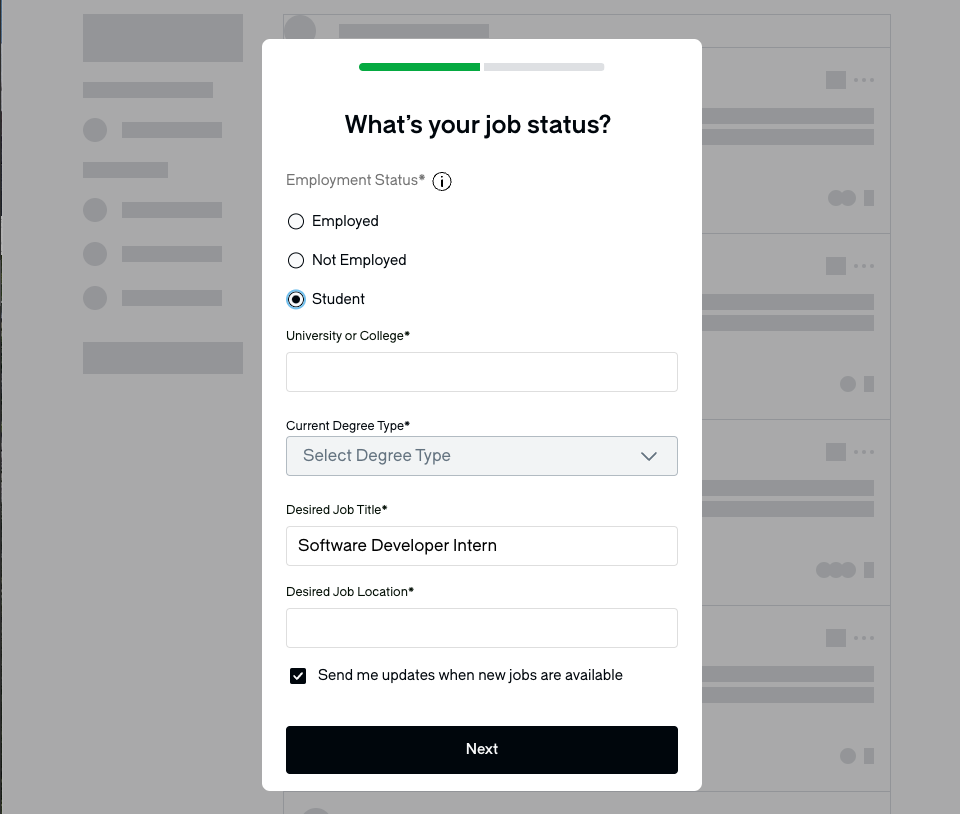 What’s your job status?
Employment Status*
Employed
Not Employed
Student
University or College*
Current Degree Type*
Select Degree Type
Desired Job Title*
Software Developer Intern
Desired Job Location*
Send me updates when new jobs are available
Next